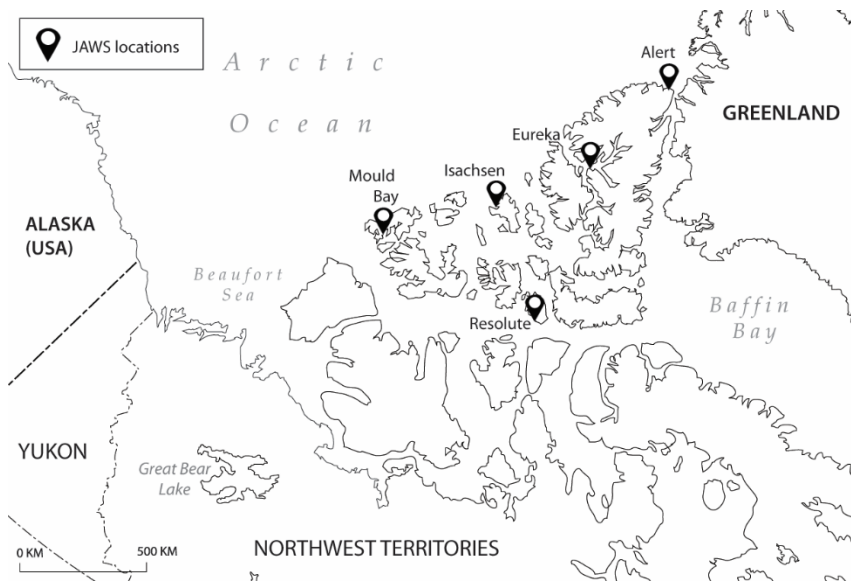 JAWS locations
Arctic
Ocean
Alert
GREENLAND
Eureka
Isachsen
Mould
Bay
ALASKA
(USA)
Beaufort
Sea
Baffin
Bay
Resolute
YUKON
Great Bear
Lake
0 KM
500 KM
NORTHWEST TERRITORIES